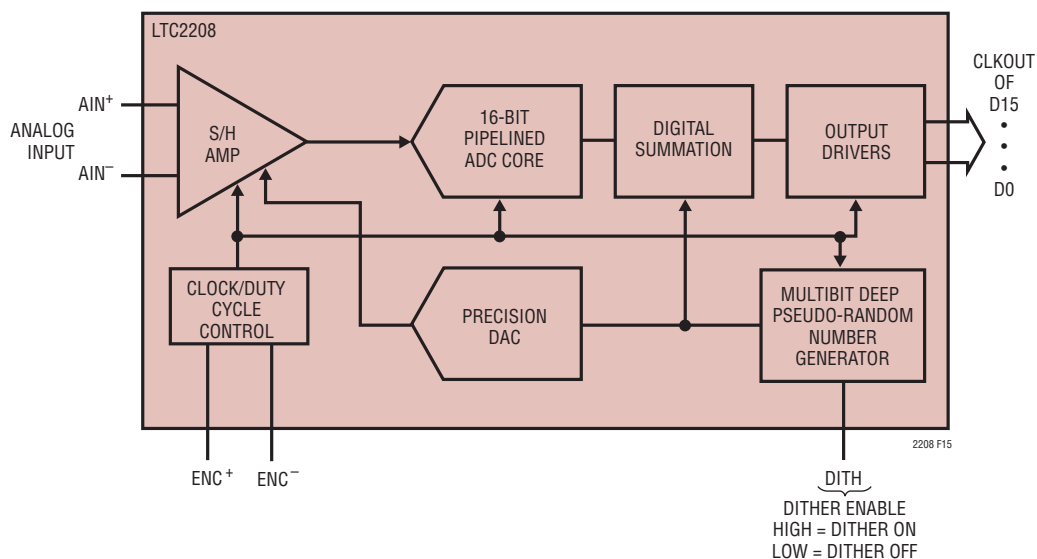 LTC2208
AIN+
ANALOG
INPUT
AIN−
S/H
AMP
16-BIT
PIPELINED
ADC CORE
DIGITAL
SUMMATION
OUTPUT
DRIVERS
CLKOUT
OF
D15
•
•
•
D0
CLOCK/DUTY
CYCLE
CONTROL
PRECISION
DAC
MULTIBIT DEEP
PSEUDO-RANDOM
NUMBER
GENERATOR
2208 F15
ENC+
ENC−
DITH
DITHER ENABLE
HIGH = DITHER ON
LOW = DITHER OFF